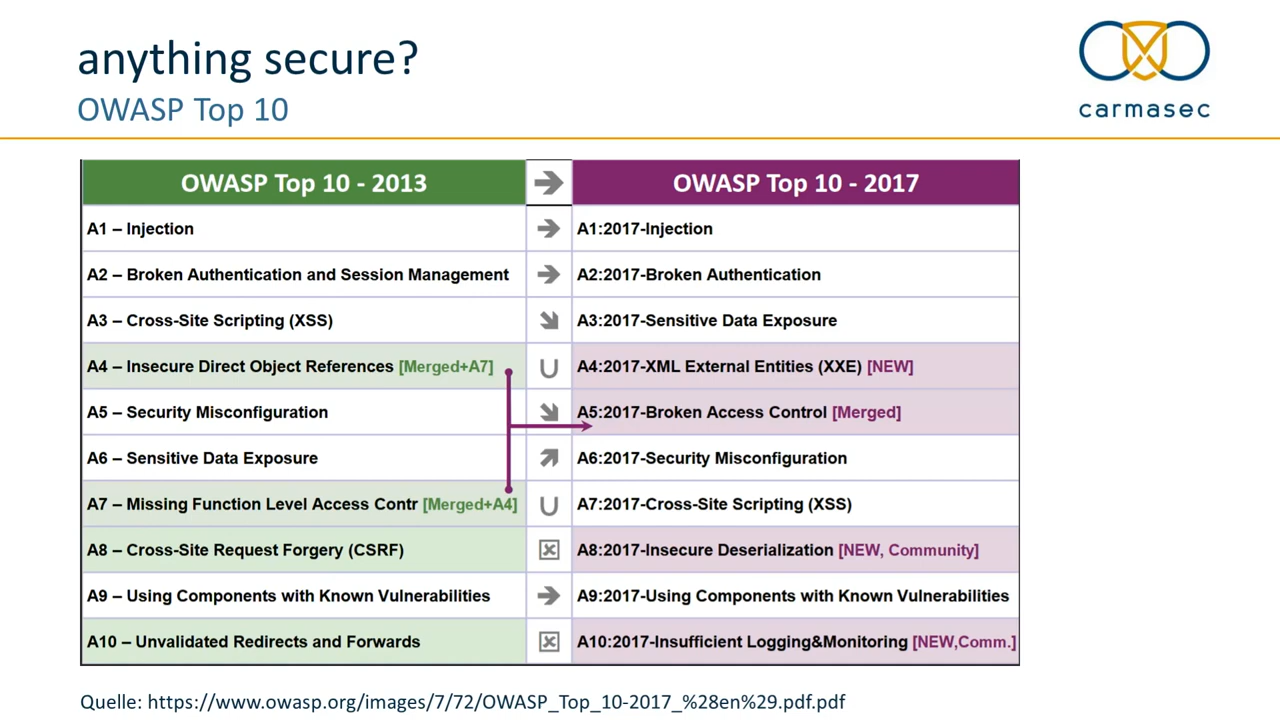 anything secure?
OWASP Top 10
carmasec
OWASP Top 10 - 2013
OWASP Top 10 - 2017
A1 – Injection
A1:2017-Injection
A2 – Broken Authentication and Session Management
A2:2017-Broken Authentication
A3 – Cross-Site Scripting (XSS)
A3:2017-Sensitive Data Exposure
A4 – Insecure Direct Object References [Merged+A7]
A4:2017-XML External Entities (XXE) [NEW]
A5 – Security Misconfiguration
A5:2017-Broken Access Control [Merged]
A6 – Sensitive Data Exposure
A6:2017-Security Misconfiguration
A7 – Missing Function Level Access Contr [Merged+A4]
A7:2017-Cross-Site Scripting (XSS)
A8 – Cross-Site Request Forgery (CSRF)
A8:2017-Insecure Deserialization [NEW, Community]
A9 – Using Components with Known Vulnerabilities
A9:2017-Using Components with Known Vulnerabilities
A10 – Unvalidated Redirects and Forwards
A10:2017-Insufficient Logging&Monitoring [NEW,Comm.]
Quelle: https://www.owasp.org/images/7/72/OWASP_Top_10-2017_%28en%29.pdf.pdf